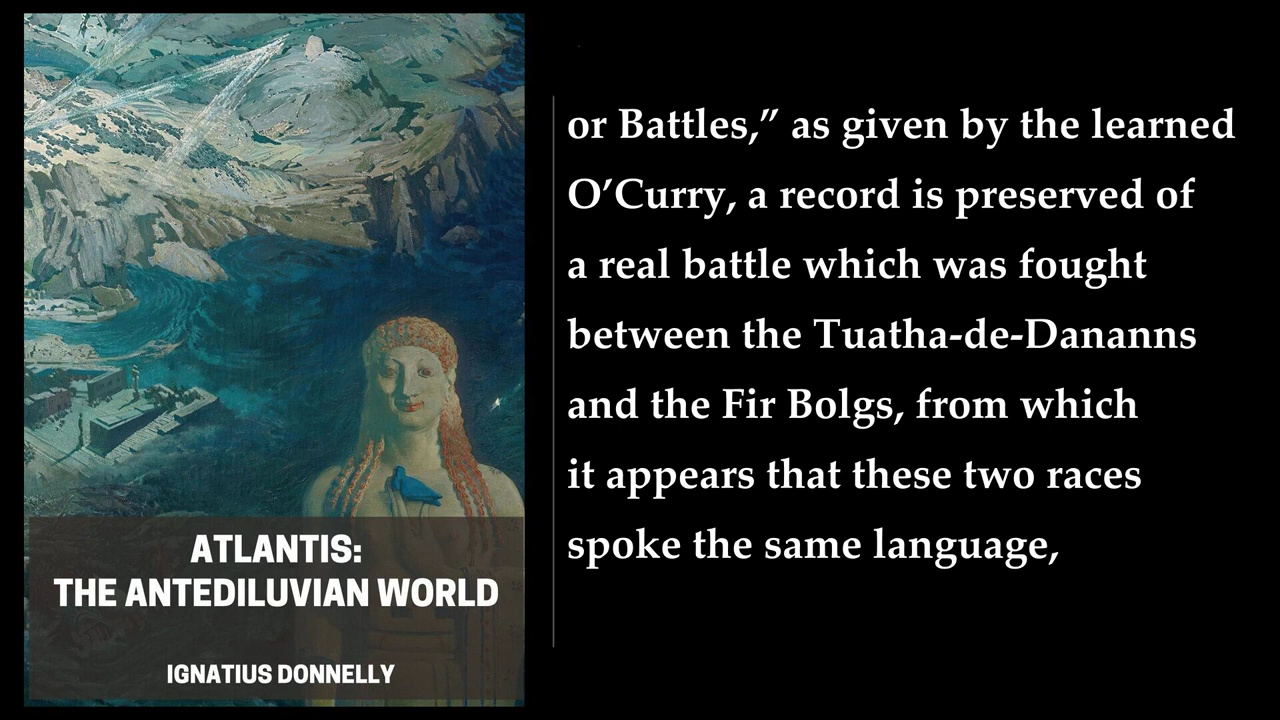 ATLANTIS:
THE ANTEDILUVIAN WORLD
IGNATIUS DONNELLY
or Battles,” as given by the learned
O’Curry, a record is preserved of
a real battle which was fought
between the Tuatha-de-Dananns
and the Fir Bolgs, from which
it appears that these two races
spoke the same language,